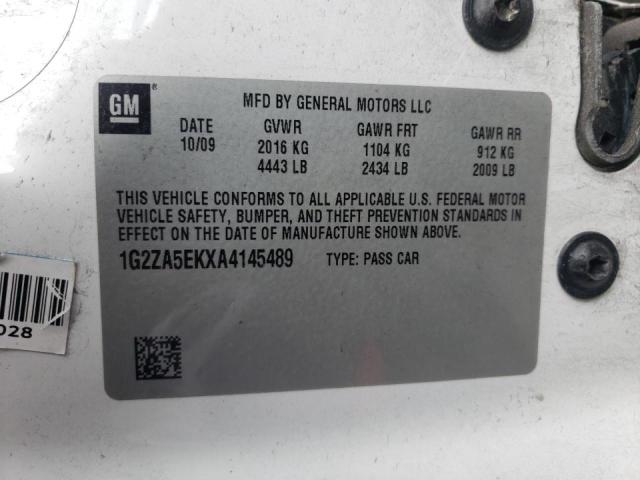 GM ®
MFD BY GENERAL MOTORS LLC
DATE GVWR GAWR FRT GAWR RR
10/09 2016 KG 1104 KG 912 KG
4443 LB 2434 LB 2009 LB
THIS VEHICLE CONFORMS TO ALL APPLICABLE U.S. FEDERAL MOTOR
VEHICLE SAFETY, BUMPER, AND THEFT PREVENTION STANDARDS IN
EFFECT ON THE DATE OF MANUFACTURE SHOWN ABOVE.
1G2ZA5EKXA4145489 TYPE: PASS CAR
028